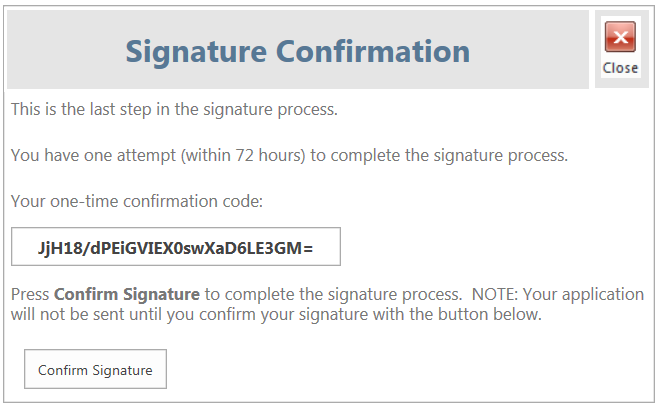 Signature Confirmation
Close
This is the last step in the signature process.
You have one attempt (within 72 hours) to complete the signature process.
Your one-time confirmation code:
JjH18/dPEiGVIEX0swXaD6LE3GM=
Press Confirm Signature to complete the signature process. NOTE: Your application
will not be sent until you confirm your signature with the button below.
Confirm Signature